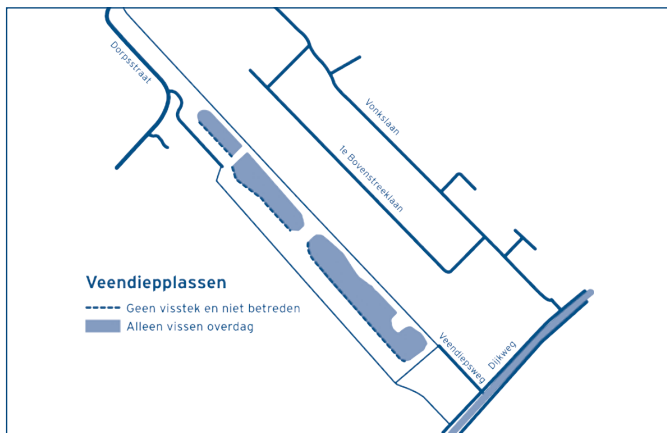 Dorpsstraat
Vonkslaan
1e Bovenstreeklaan
Veendiepplassen
Geen visstek en niet betreden
Alleen vissen overdag
Veendiepsweg
Dijkweg